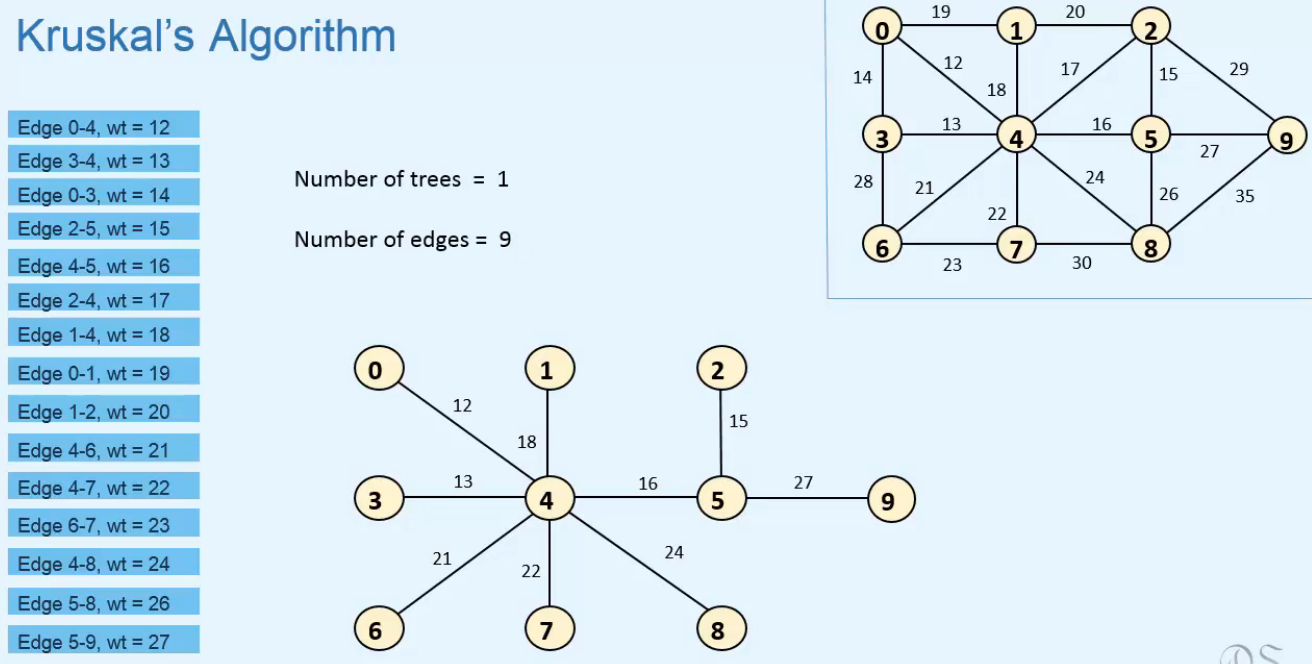 Kruskal's Algorithm
Edge 0-4, wt = 12
Edge 3-4, wt = 13
Edge 0-3, wt = 14
Edge 2-5, wt = 15
Edge 4-5, wt = 16
Edge 2-4, wt = 17
Edge 1-4, wt = 18
Edge 0-1, wt = 19
Edge 1-2, wt = 20
Edge 4-6, wt = 21
Edge 4-7, wt = 22
Edge 6-7, wt = 23
Edge 4-8, wt = 24
Edge 5-8, wt = 26
Edge 5-9, wt = 27
Number of trees = 1
Number of edges = 9
19 20
0 1 2
14 12 18 17 15 29
13 16
3 4 5 9
27
28 21 22 24 26 35
6 7 8
23 30
0 1 2
12 18 15
13 16 27
3 4 5 9
21 22 24
6 7 8